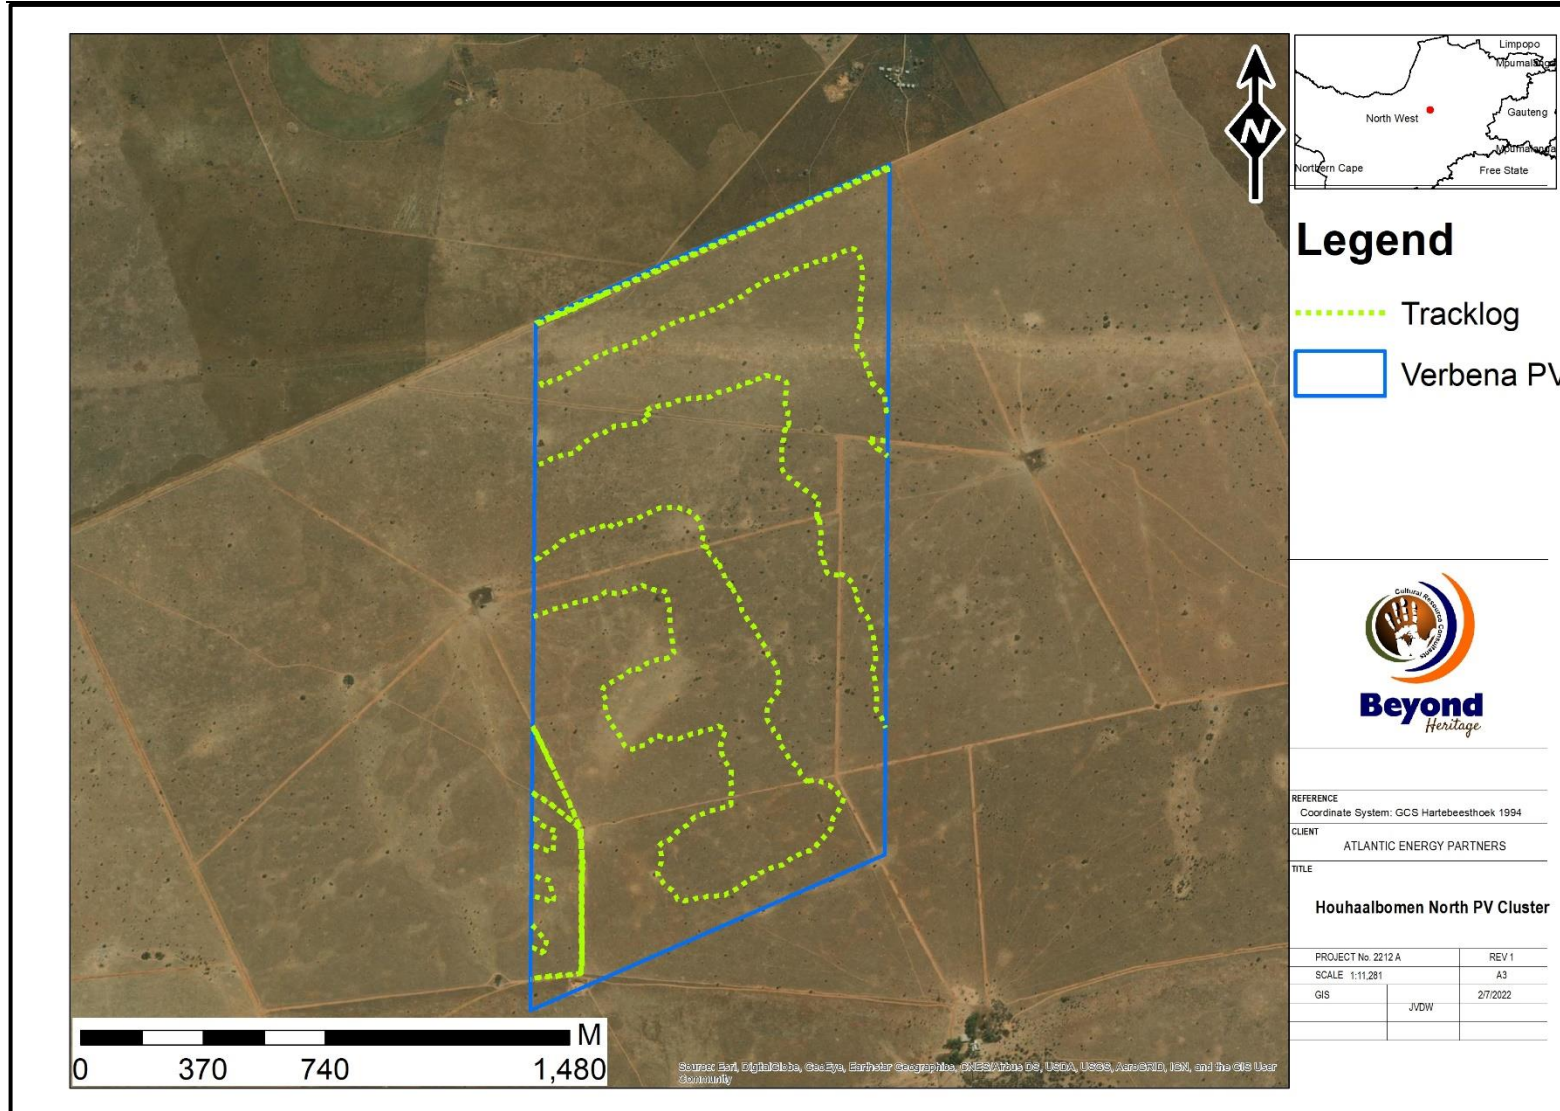 N
Limpopo
Mpumalanga
North West
Gauteng
Mpumalanga
Northern Cape
Free State
Legend
Tracklog
Verbena PV
Cultural Resource Consultants
Beyond
Heritage
REFERENCE
Coordinate System: GCS Hartebeesthoek 1994
CLIENT
ATLANTIC ENERGY PARTNERS
TITLE
Houhaalbomen North PV Cluster
PROJECT No. 2212 A REV 1
SCALE 1:11,281 A3
GIS 2/7/2022
JVDW
M
0 370 740 1,480
Source: Esri, DigitalGlobe, GeoEye, Earthstar Geographics, CNES/Airbus DS, USDA, USGS, AeroGRID, IGN, and the GIS User
Community